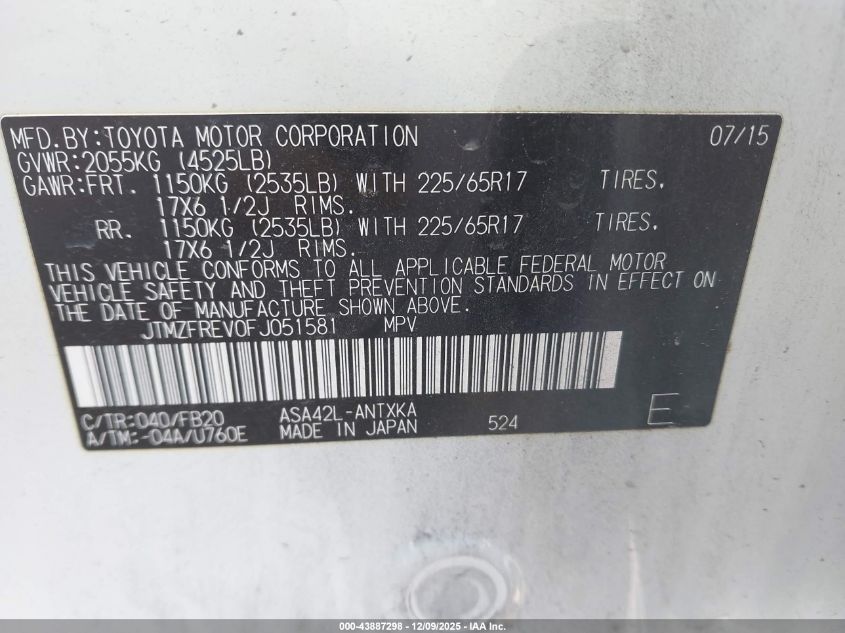 MFD.BY:TOYOTA MOTOR CORPORATION 07/15
GVWR:2055KG (4525LB)
GAWR:FRT. 1150KG (2535LB) WITH 225/65R17 TIRES.
17X6 1/2J RIMS.
RR. 1150KG (2535LB) WITH 225/65R17 TIRES.
17X6 1/2J RIMS.
THIS VEHICLE CONFORMS TO ALL APPLICABLE FEDERAL MOTOR
VEHICLE SAFETY AND THEFT PREVENTION STANDARDS IN EFFECT ON
THE DATE OF MANUFACTURE SHOWN ABOVE.
JTMZFREV0FJ051581 MPV
C/TR:040/FB20 ASA42L-ANTXKA
A/TM:-04A/U760E MADE IN JAPAN 524 E
000-43887298 - 12/09/2025 - IAA Inc.